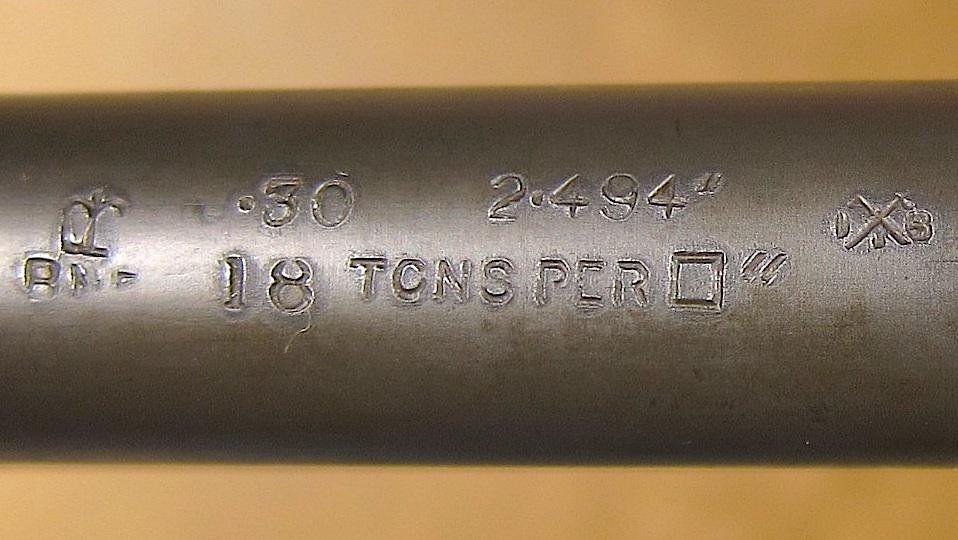 ·30 2·494"
BNP 18 TONS PER □"